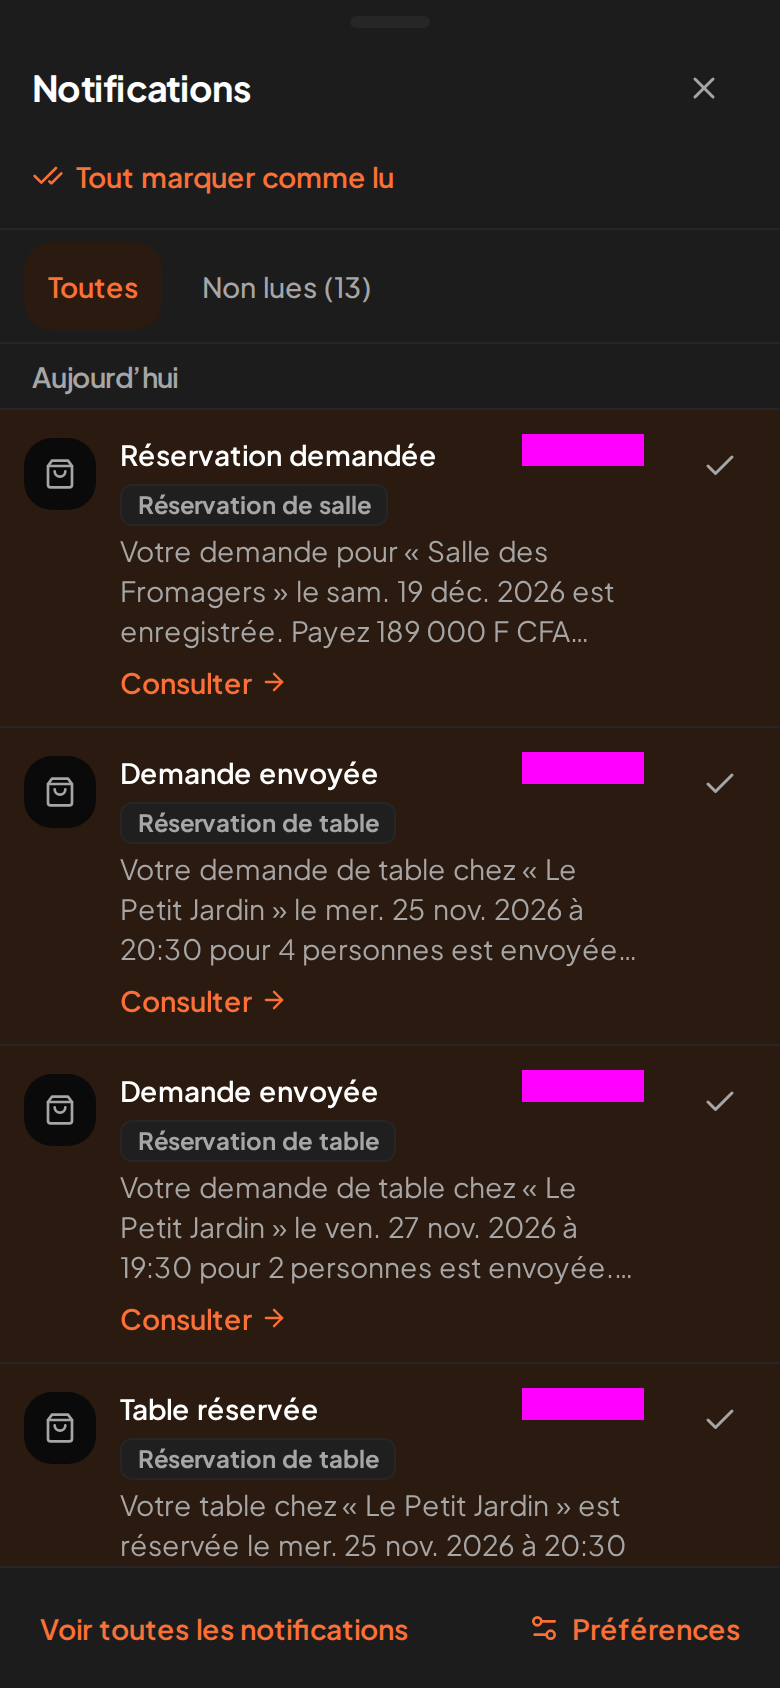 Notifications
Tout marquer comme lu
Toutes
Non lues (13)
Aujourd’hui
Réservation demandée
Réservation de salle
Votre demande pour « Salle des
Fromagers » le sam. 19 déc. 2026 est
enregistrée. Payez 189 000 F CFA…
Consulter
Demande envoyée
Réservation de table
Votre demande de table chez « Le
Petit Jardin » le mer. 25 nov. 2026 à
20:30 pour 4 personnes est envoyée…
Consulter
Demande envoyée
Réservation de table
Votre demande de table chez « Le
Petit Jardin » le ven. 27 nov. 2026 à
19:30 pour 2 personnes est envoyée.…
Consulter
Table réservée
Réservation de table
Votre table chez « Le Petit Jardin » est
réservée le mer. 25 nov. 2026 à 20:30
Voir toutes les notifications
Préférences